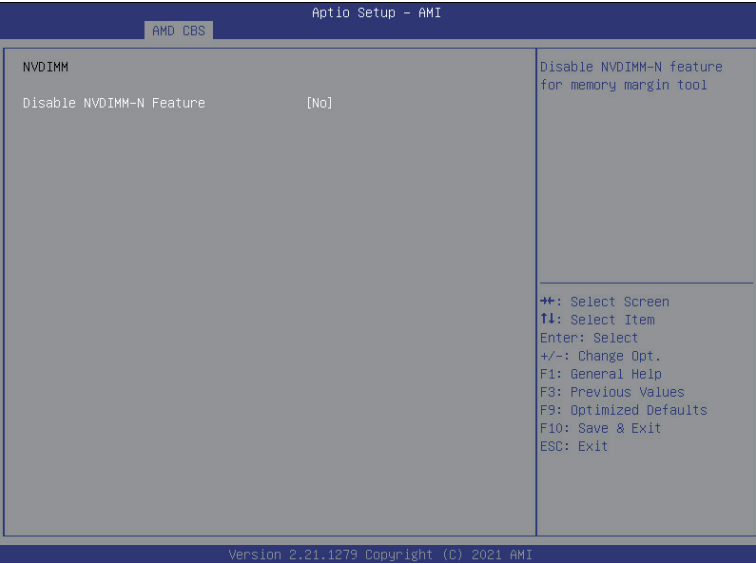 Aptio Setup – AMI
AMD CBS
NVDIMM
Disable NVDIMM-N Feature [No]
Disable NVDIMM-N feature
for memory margin tool
→←: Select Screen
↑↓: Select Item
Enter: Select
+/-: Change Opt.
F1: General Help
F3: Previous Values
F9: Optimized Defaults
F10: Save & Exit
ESC: Exit
Version 2.21.1279 Copyright (C) 2021 AMI